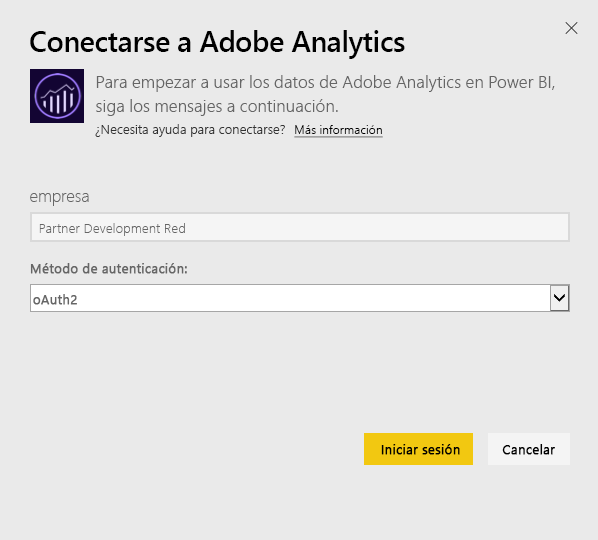 Conectarse a Adobe Analytics
Para empezar a usar los datos de Adobe Analytics en Power BI,
siga los mensajes a continuación.
¿Necesita ayuda para conectarse? Más información
empresa
Partner Development Red
Método de autenticación:
oAuth2
Iniciar sesión Cancelar